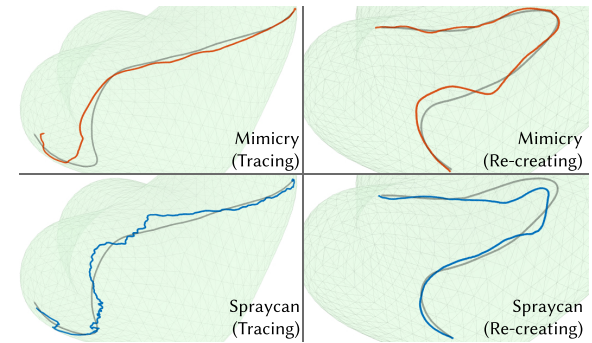 Mimicry
(Tracing)
Mimicry
(Re-creating)
Spraycan
(Tracing)
Spraycan
(Re-creating)